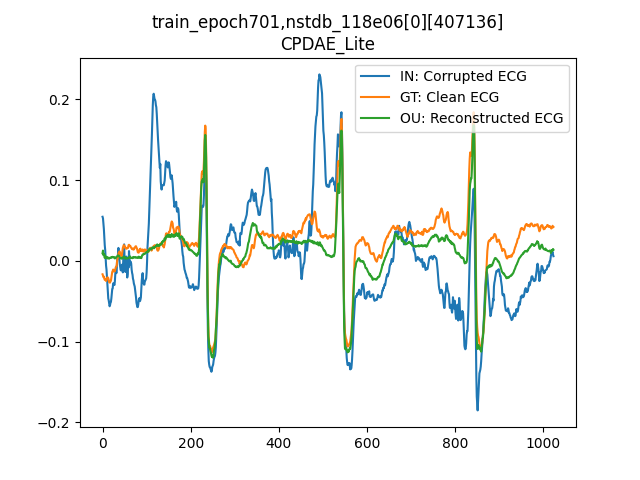 train_epoch701,nstdb_118e06[0][407136]
CPDAE_Lite
IN: Corrupted ECG
GT: Clean ECG
OU: Reconstructed ECG
0.2
0.1
0.0
−0.1
−0.2
0 200 400 600 800 1000